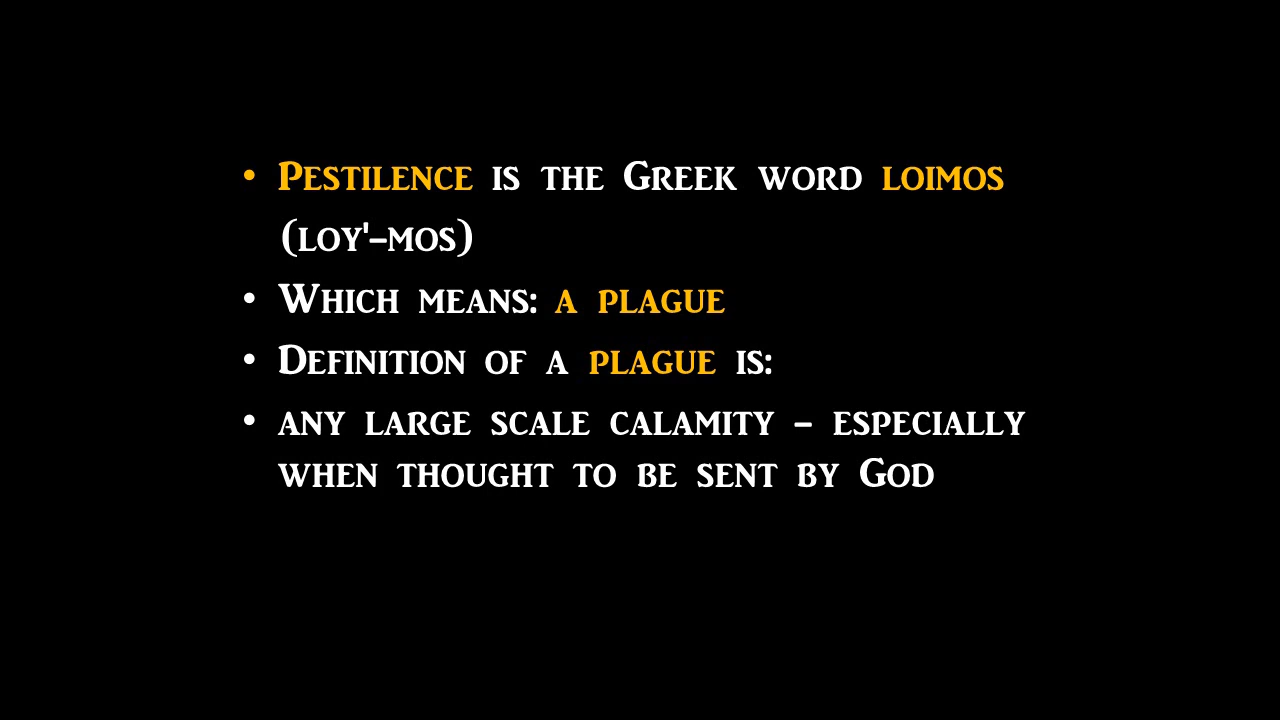 • Pestilence is the Greek word loimos
(loy'-mos)
• Which means: a plague
• Definition of a plague is:
• any large scale calamity – especially
when thought to be sent by God